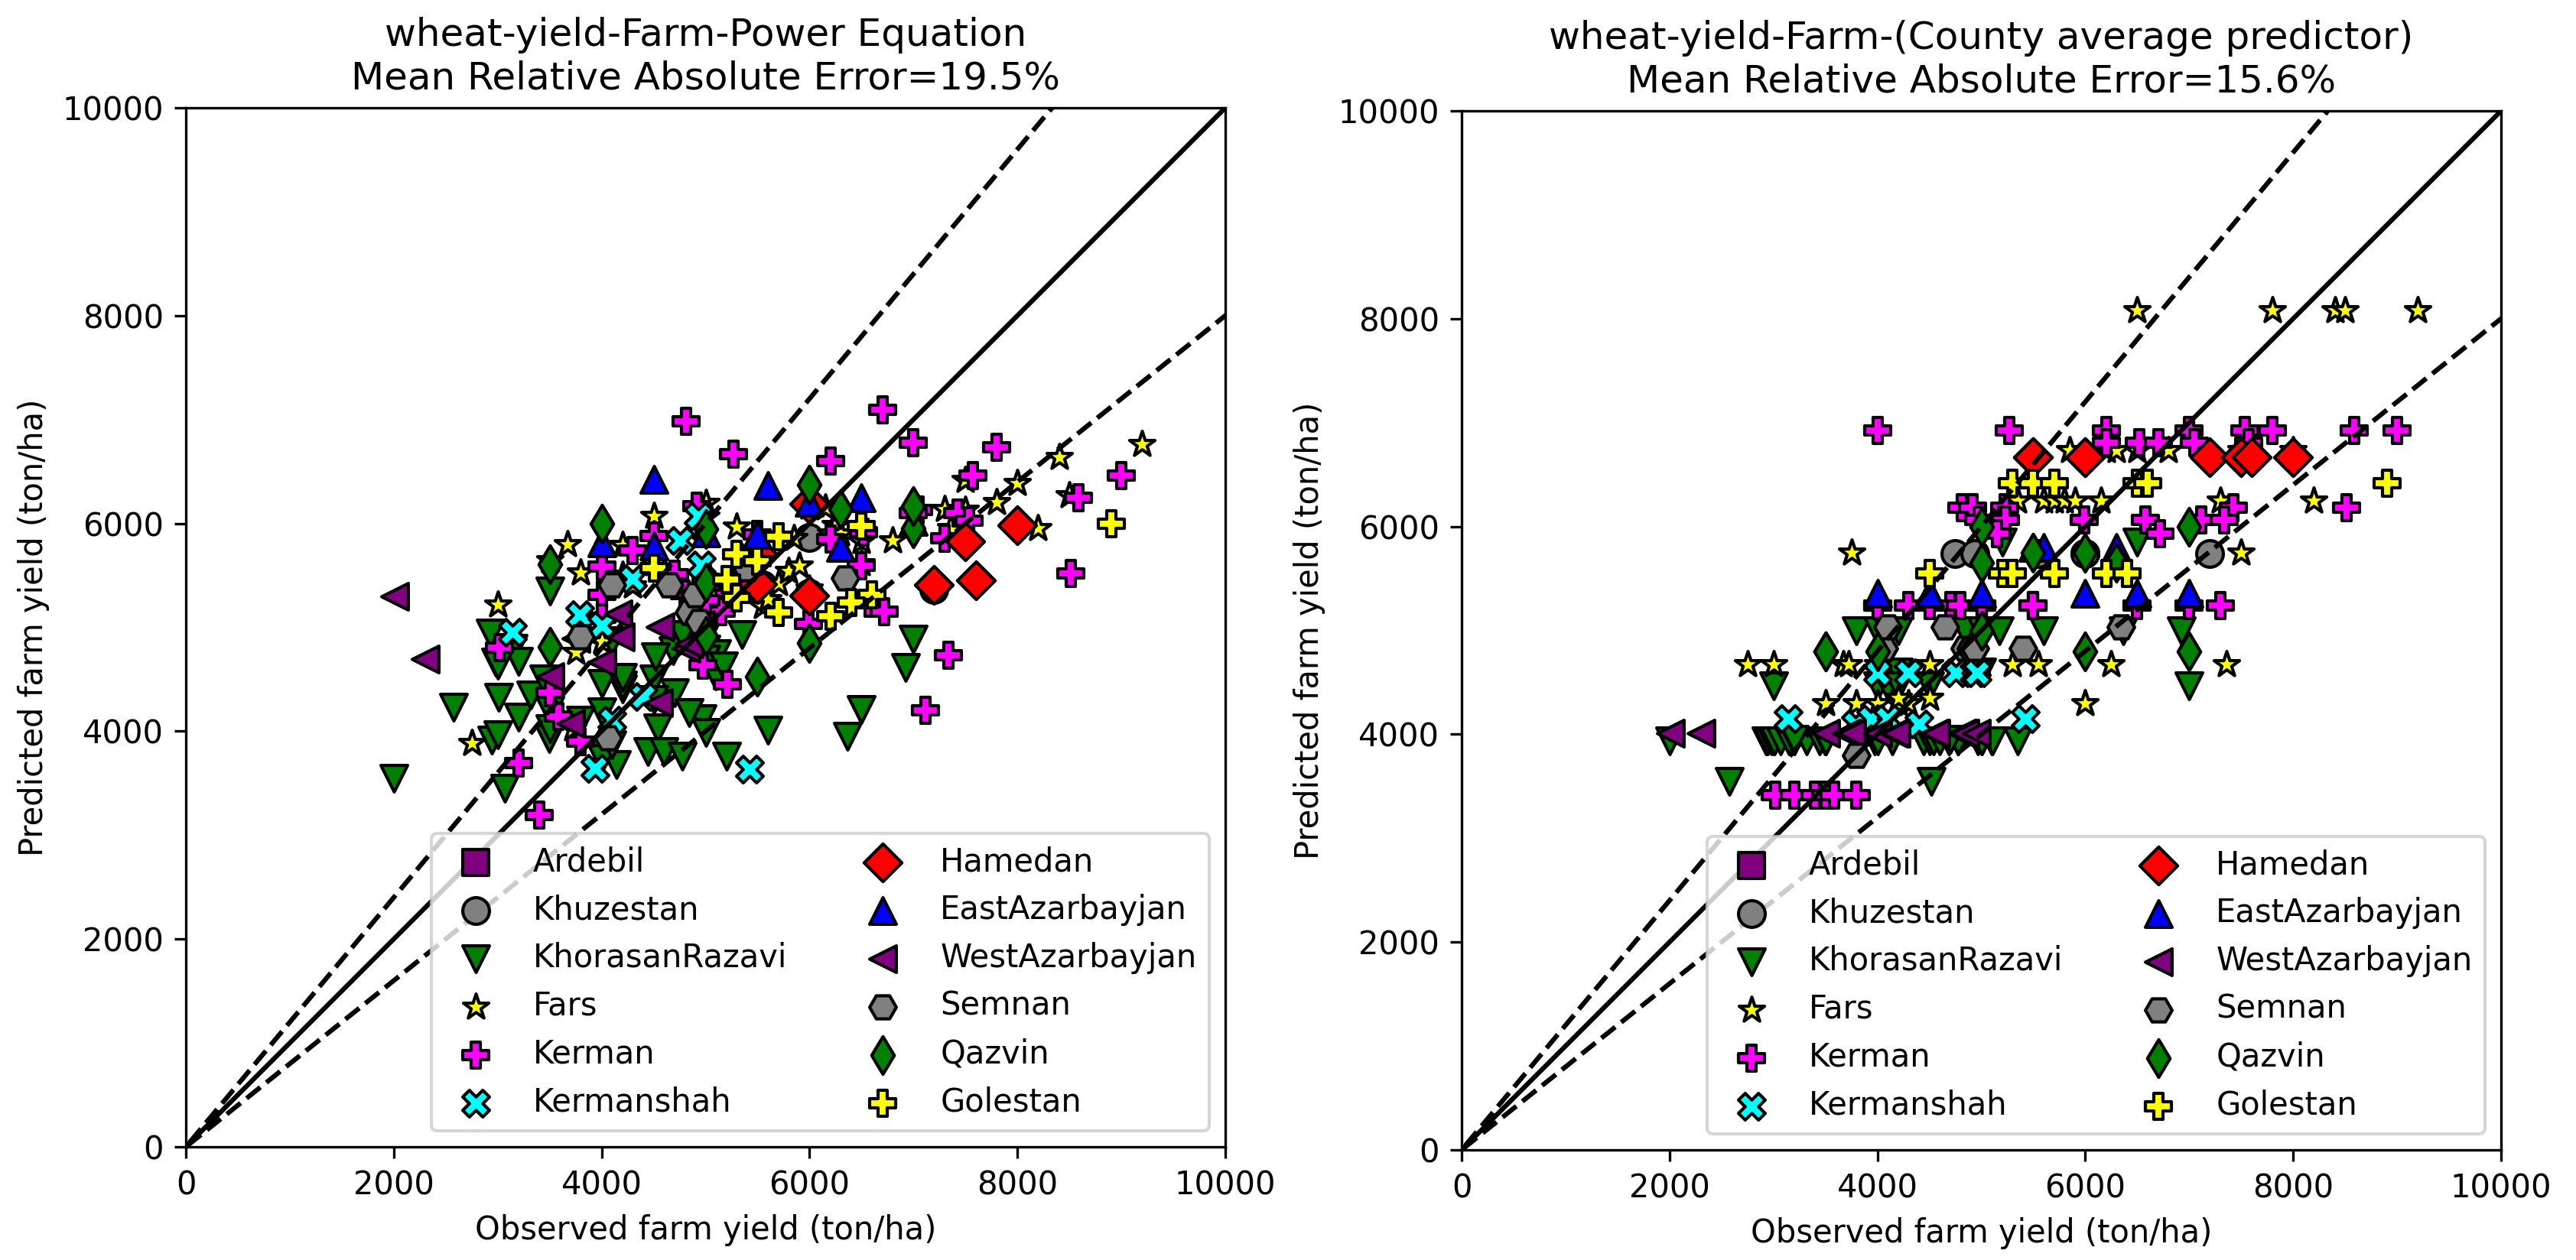 wheat-yield-Farm-Power Equation
Mean Relative Absolute Error=19.5%
10000
8000
6000
4000
2000
0
Predicted farm yield (ton/ha)
Ardebil
Khuzestan
KhorasanRazavi
Fars
Kerman
Kermanshah
Hamedan
EastAzarbayjan
WestAzarbayjan
Semnan
Qazvin
Golestan
0 2000 4000 6000 8000 10000
Observed farm yield (ton/ha)
wheat-yield-Farm-(County average predictor)
Mean Relative Absolute Error=15.6%
10000
8000
6000
4000
2000
0
Predicted farm yield (ton/ha)
Ardebil
Khuzestan
KhorasanRazavi
Fars
Kerman
Kermanshah
Hamedan
EastAzarbayjan
WestAzarbayjan
Semnan
Qazvin
Golestan
0 2000 4000 6000 8000 10000
Observed farm yield (ton/ha)